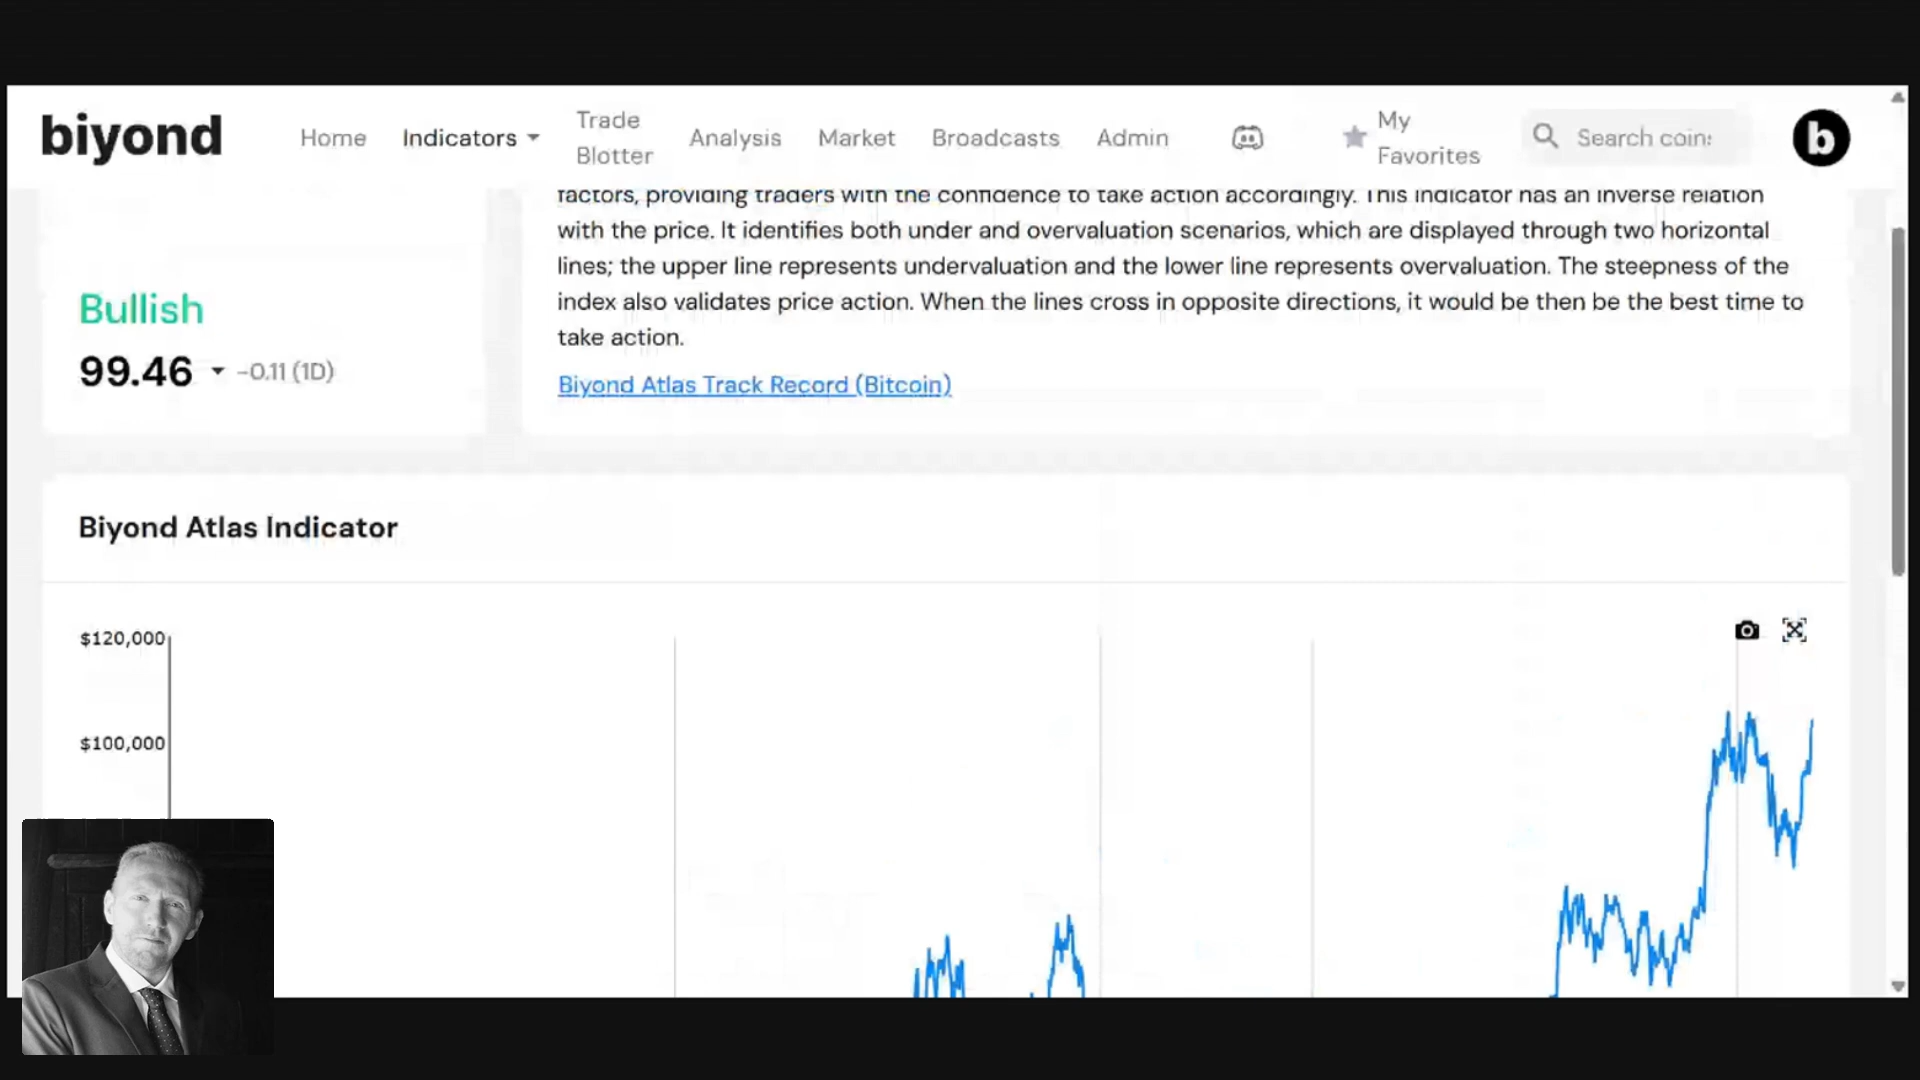 biyond
Home
Indicators
Trade
Blotter
Analysis
Market
Broadcasts
Admin
My
Favorites
Search coin
b
factors, providing traders with the confidence to take action accordingly. This indicator has an inverse relation
with the price. It identifies both under and overvaluation scenarios, which are displayed through two horizontal
lines; the upper line represents undervaluation and the lower line represents overvaluation. The steepness of the
index also validates price action. When the lines cross in opposite directions, it would be then be the best time to
take action.
Biyond Atlas Track Record (Bitcoin)
Bullish
99.46
-0.11 (1D)
Biyond Atlas Indicator
$120,000
$100,000